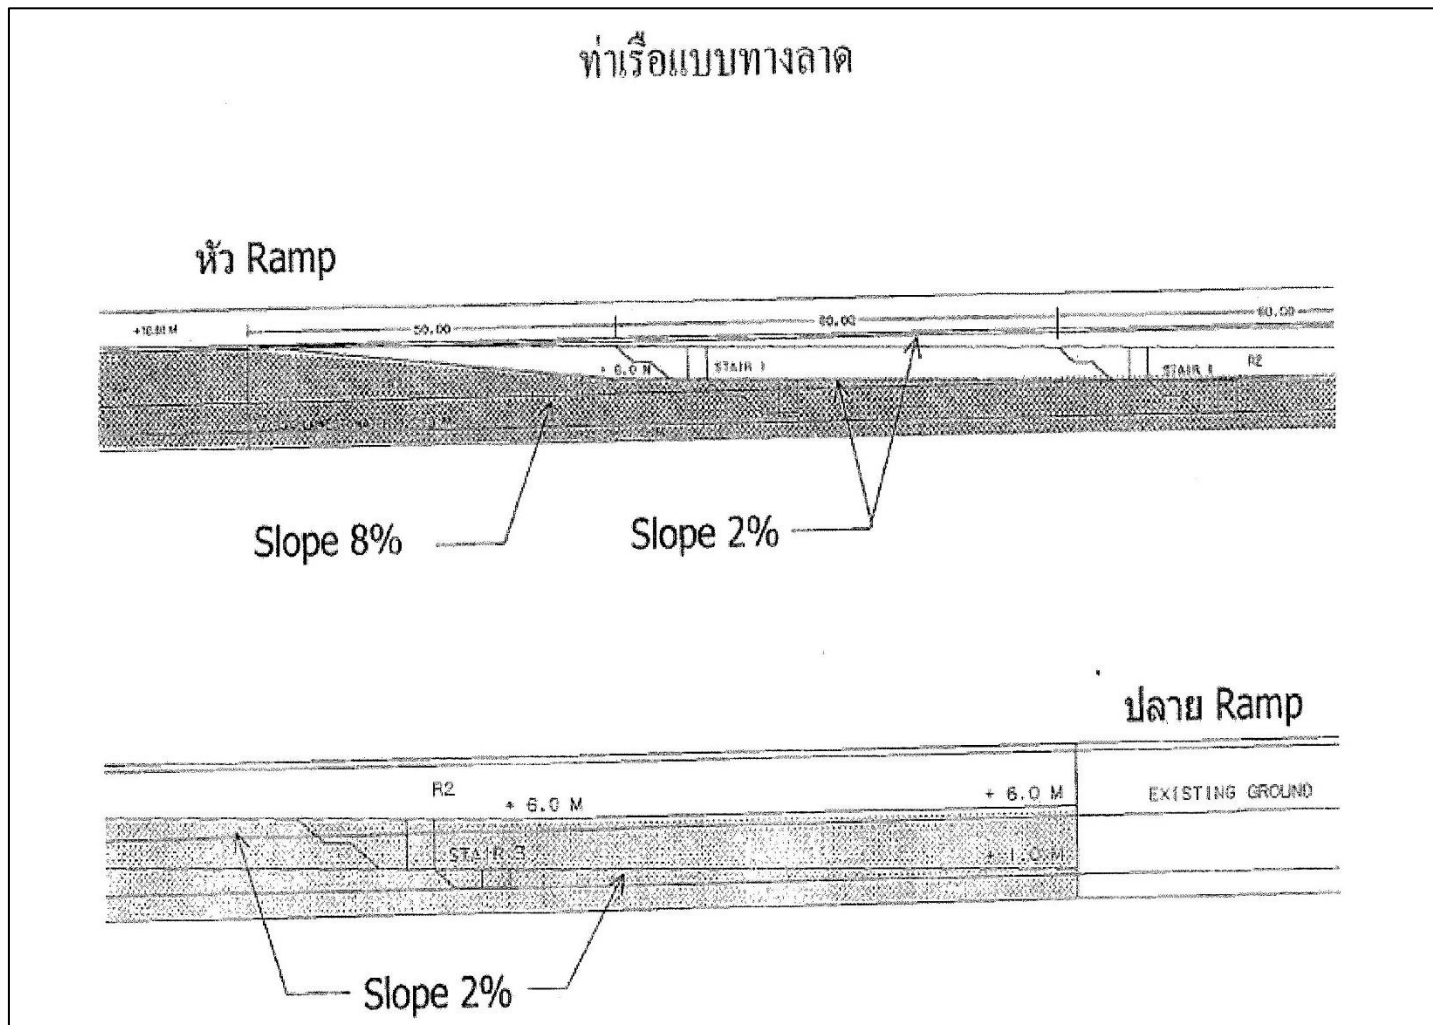 ท่าเรือแบบทางลาด
หัว Ramp
50.00
60.00
60.00
+ 6.0 M
STAIR 1
STAIR 1
R2
Slope 8%
Slope 2%
ปลาย Ramp
R2
+ 6.0 M
+ 6.0 M
EXISTING GROUND
STAIR 3
+ 1.0 M
Slope 2%